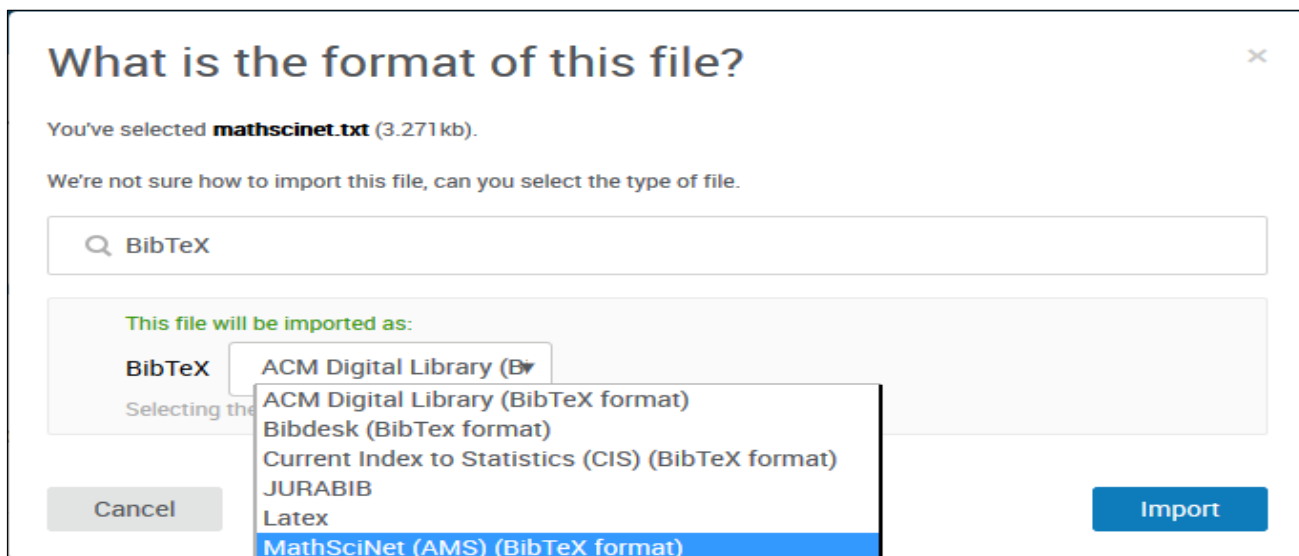 What is the format of this file?
×
You've selected mathscinet.txt (3.271kb).
We're not sure how to import this file, can you select the type of file.
BibTeX
This file will be imported as:
BibTeX ACM Digital Library (B
Selecting the
ACM Digital Library (BibTeX format)
Bibdesk (BibTex format)
Current Index to Statistics (CIS) (BibTeX format)
JURABIB
Latex
MathSciNet (AMS) (BibTeX format)
Cancel Import